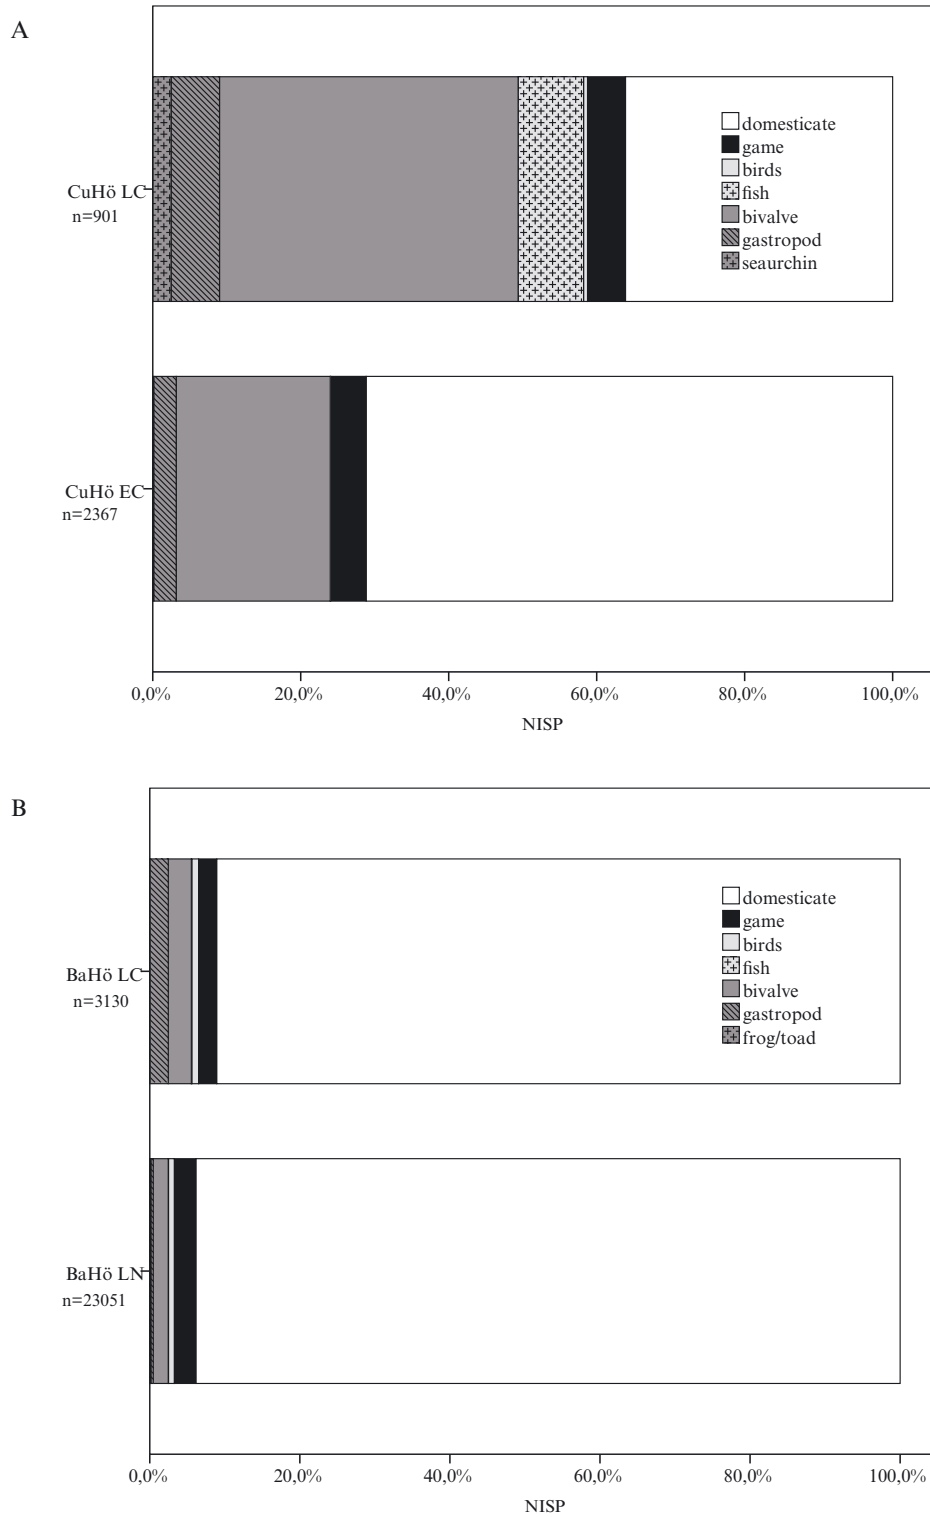 A
CuHö LC
n=901
domesticate
game
birds
fish
bivalve
gastropod
seaurchin
CuHö EC
n=2367
0,0%
20,0%
40,0%
60,0%
80,0%
100,0%
NISP
B
BaHö LC
n=3130
domesticate
game
birds
fish
bivalve
gastropod
frog/toad
BaHö LN
n=23051
0,0%
20,0%
40,0%
60,0%
80,0%
100,0%
NISP